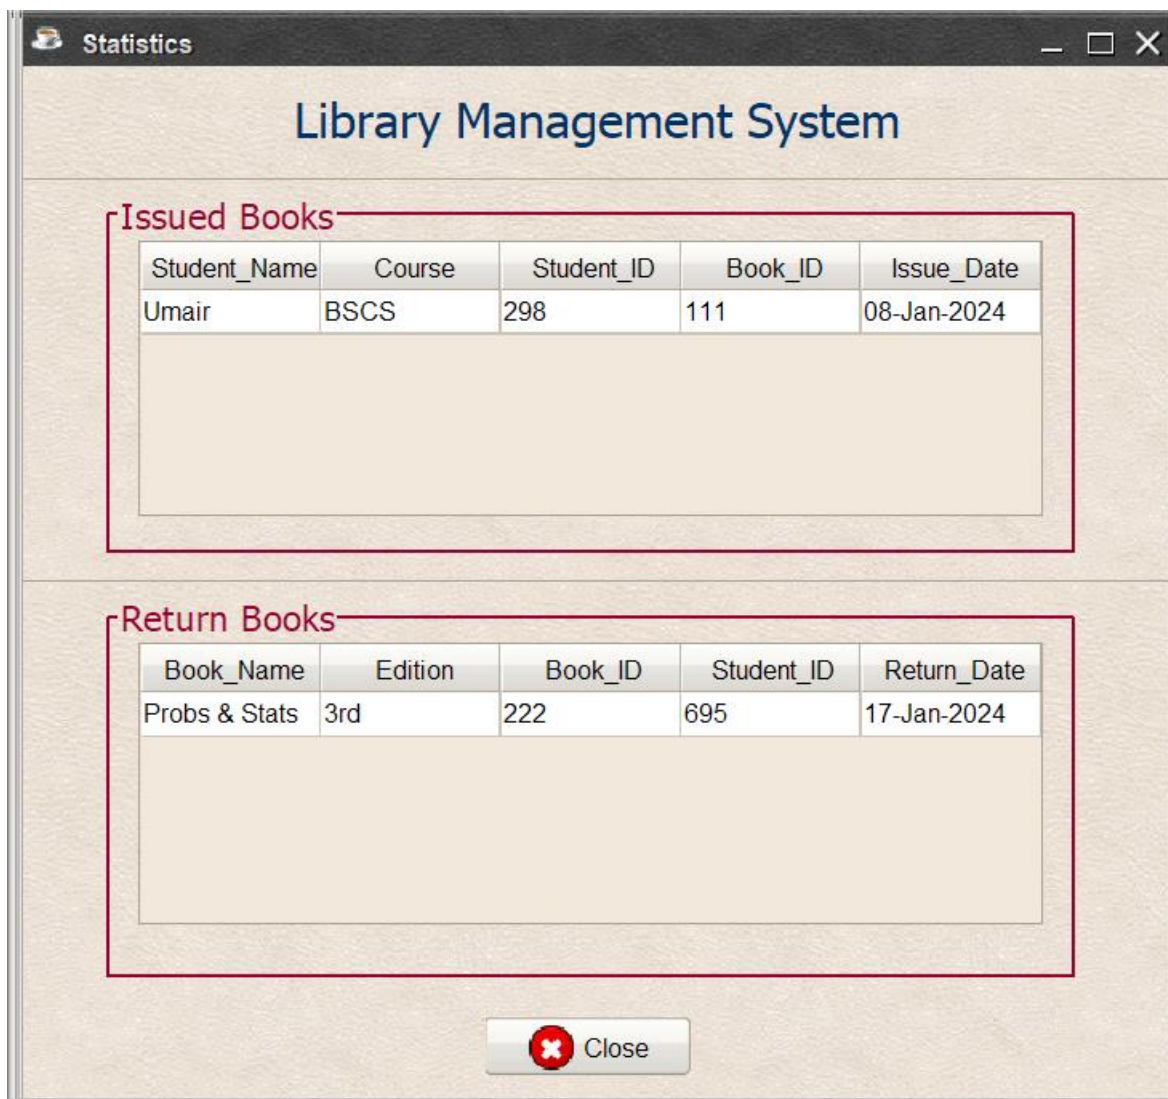 Statistics
Library Management System
Issued Books
Student_Name Course Student_ID Book_ID Issue_Date
Umair BSCS 298 111 08-Jan-2024
Return Books
Book_Name Edition Book_ID Student_ID Return_Date
Probs & Stats 3rd 222 695 17-Jan-2024
Close